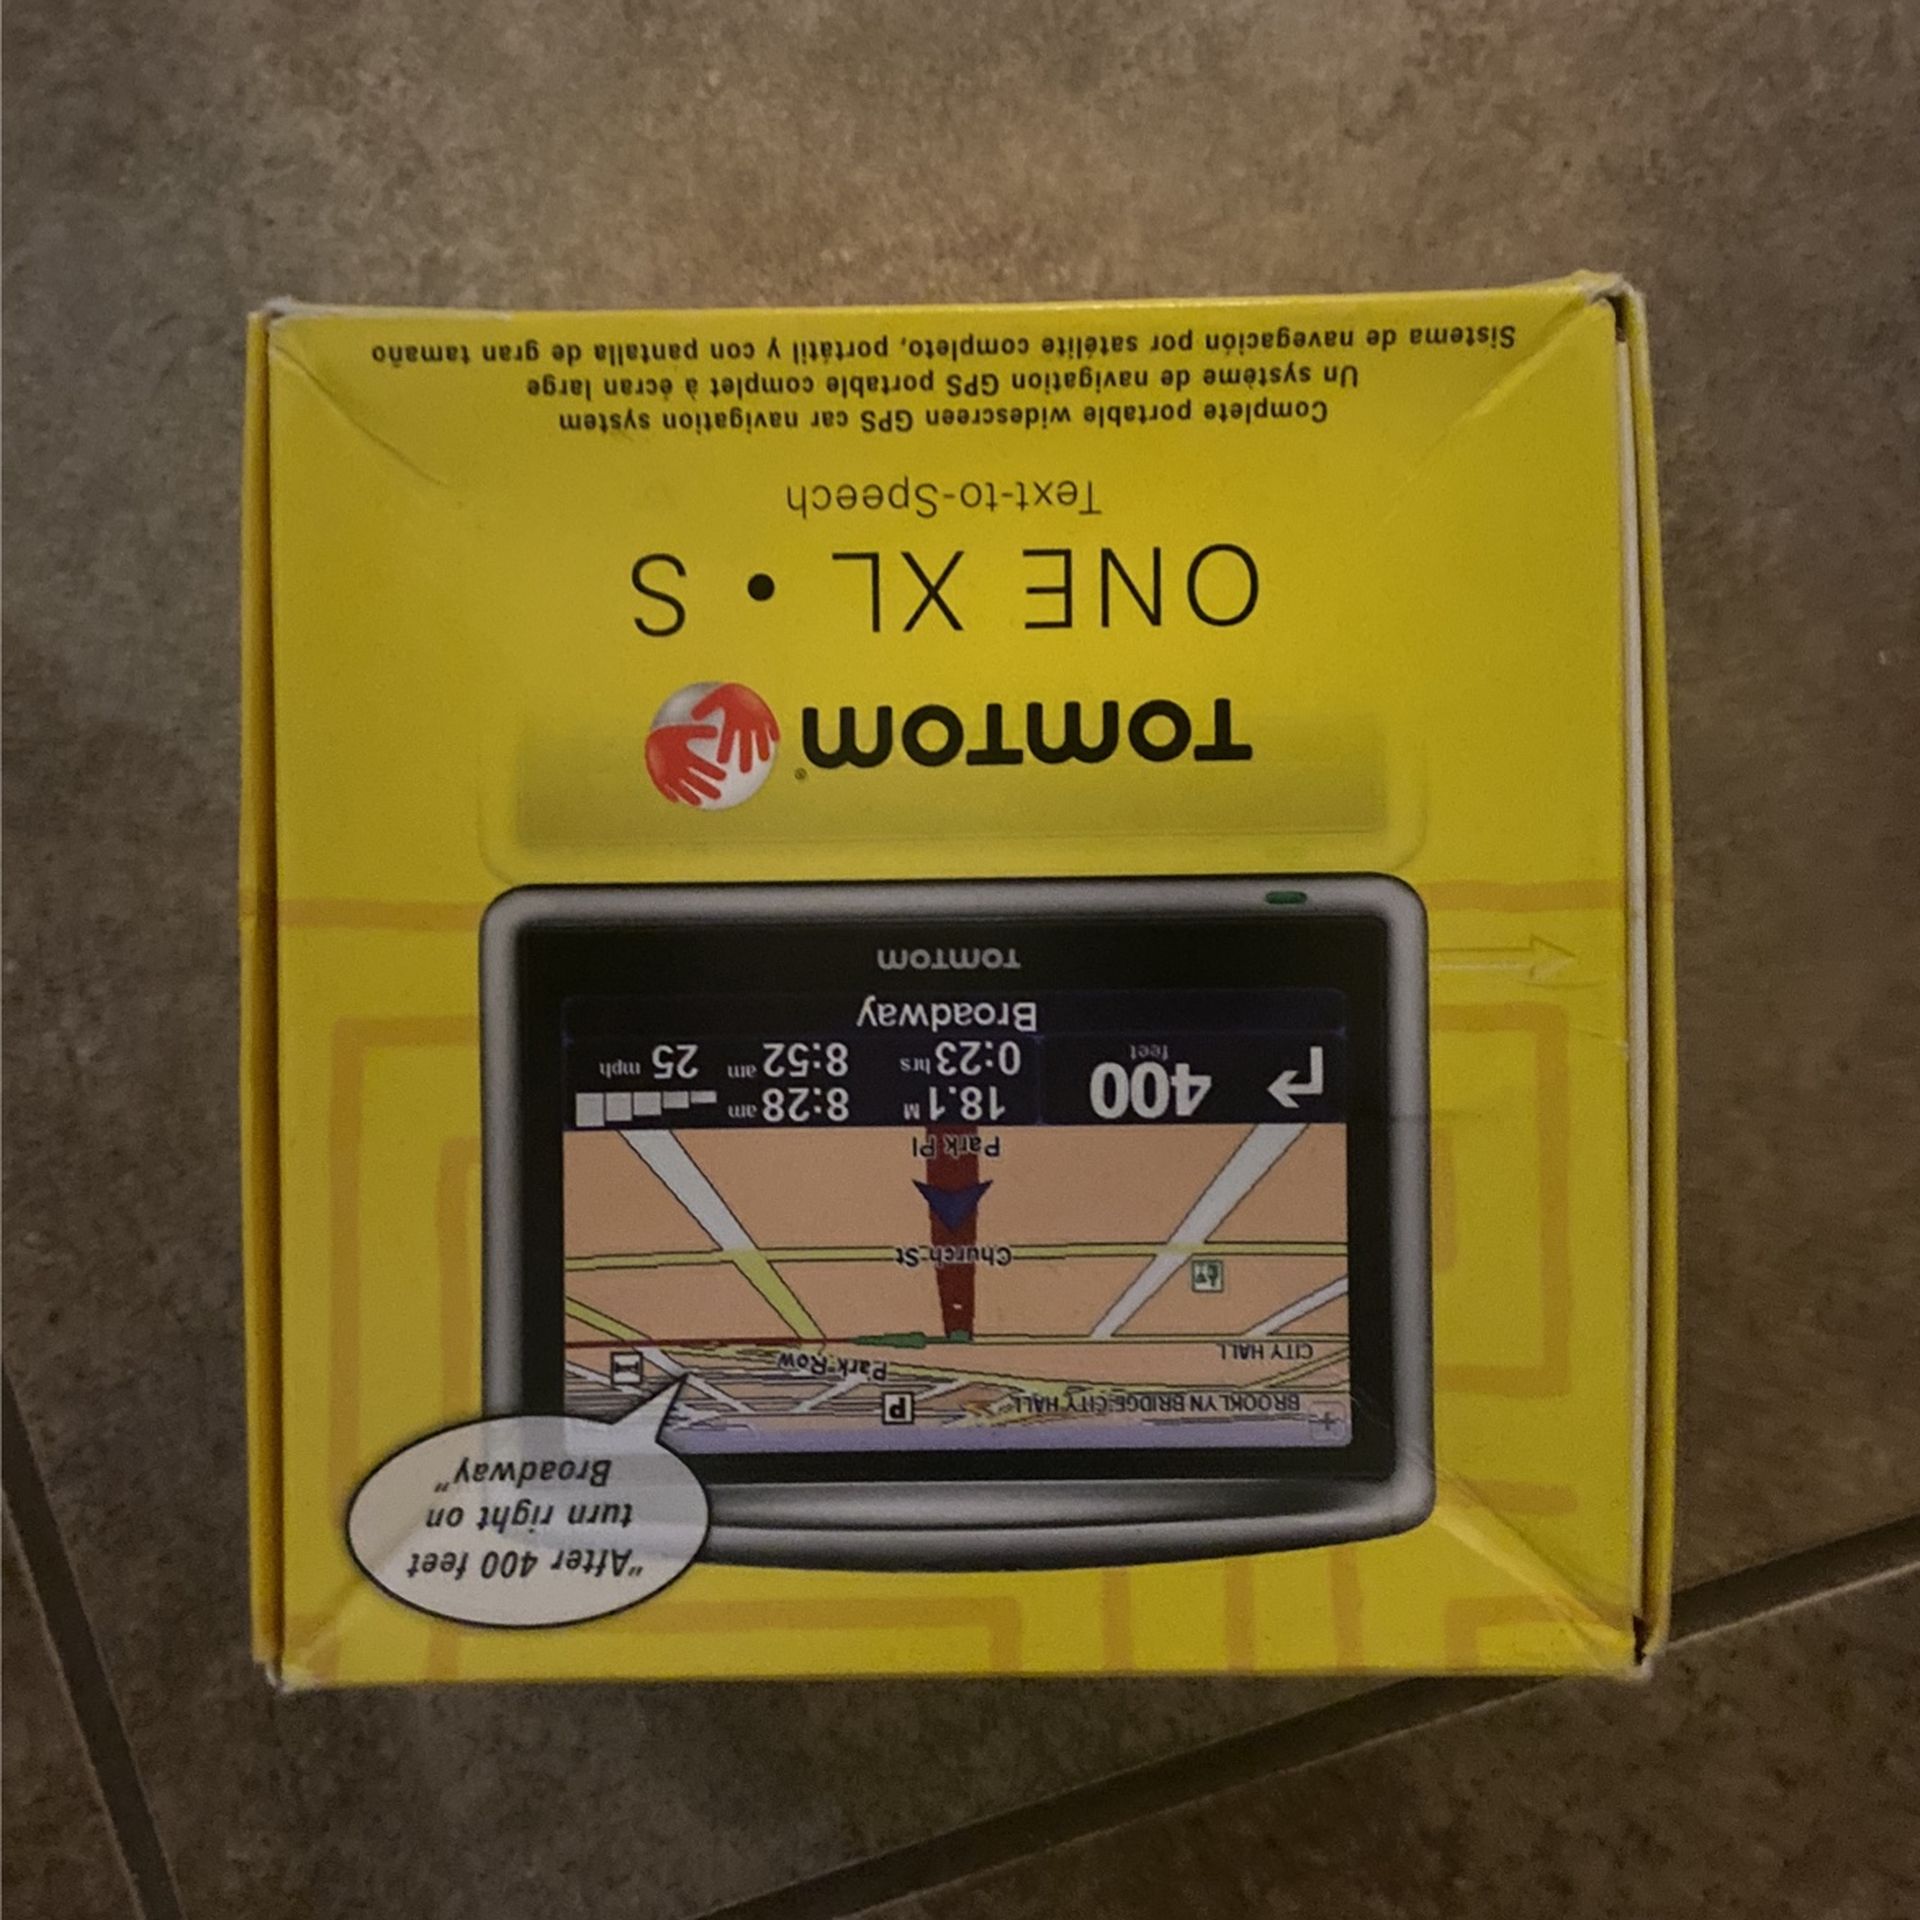 "After 400 feet
turn right on
Broadway"
BROOKLYN BRIDGE-CITY HALL
P
Park Row
CITY HALL
Church St
Park Pl
400 feet
18.1 M
8:28 am
0:23 hrs
8:52 am
25 mph
Broadway
TOMTOM
TOMTOM®
ONE XL • S
Text-to-Speech
Complete portable widescreen GPS car navigation system
Un système de navigation GPS portable complet à écran large
Sistema de navegación por satélite completo, portátil y con pantalla de gran tamaño